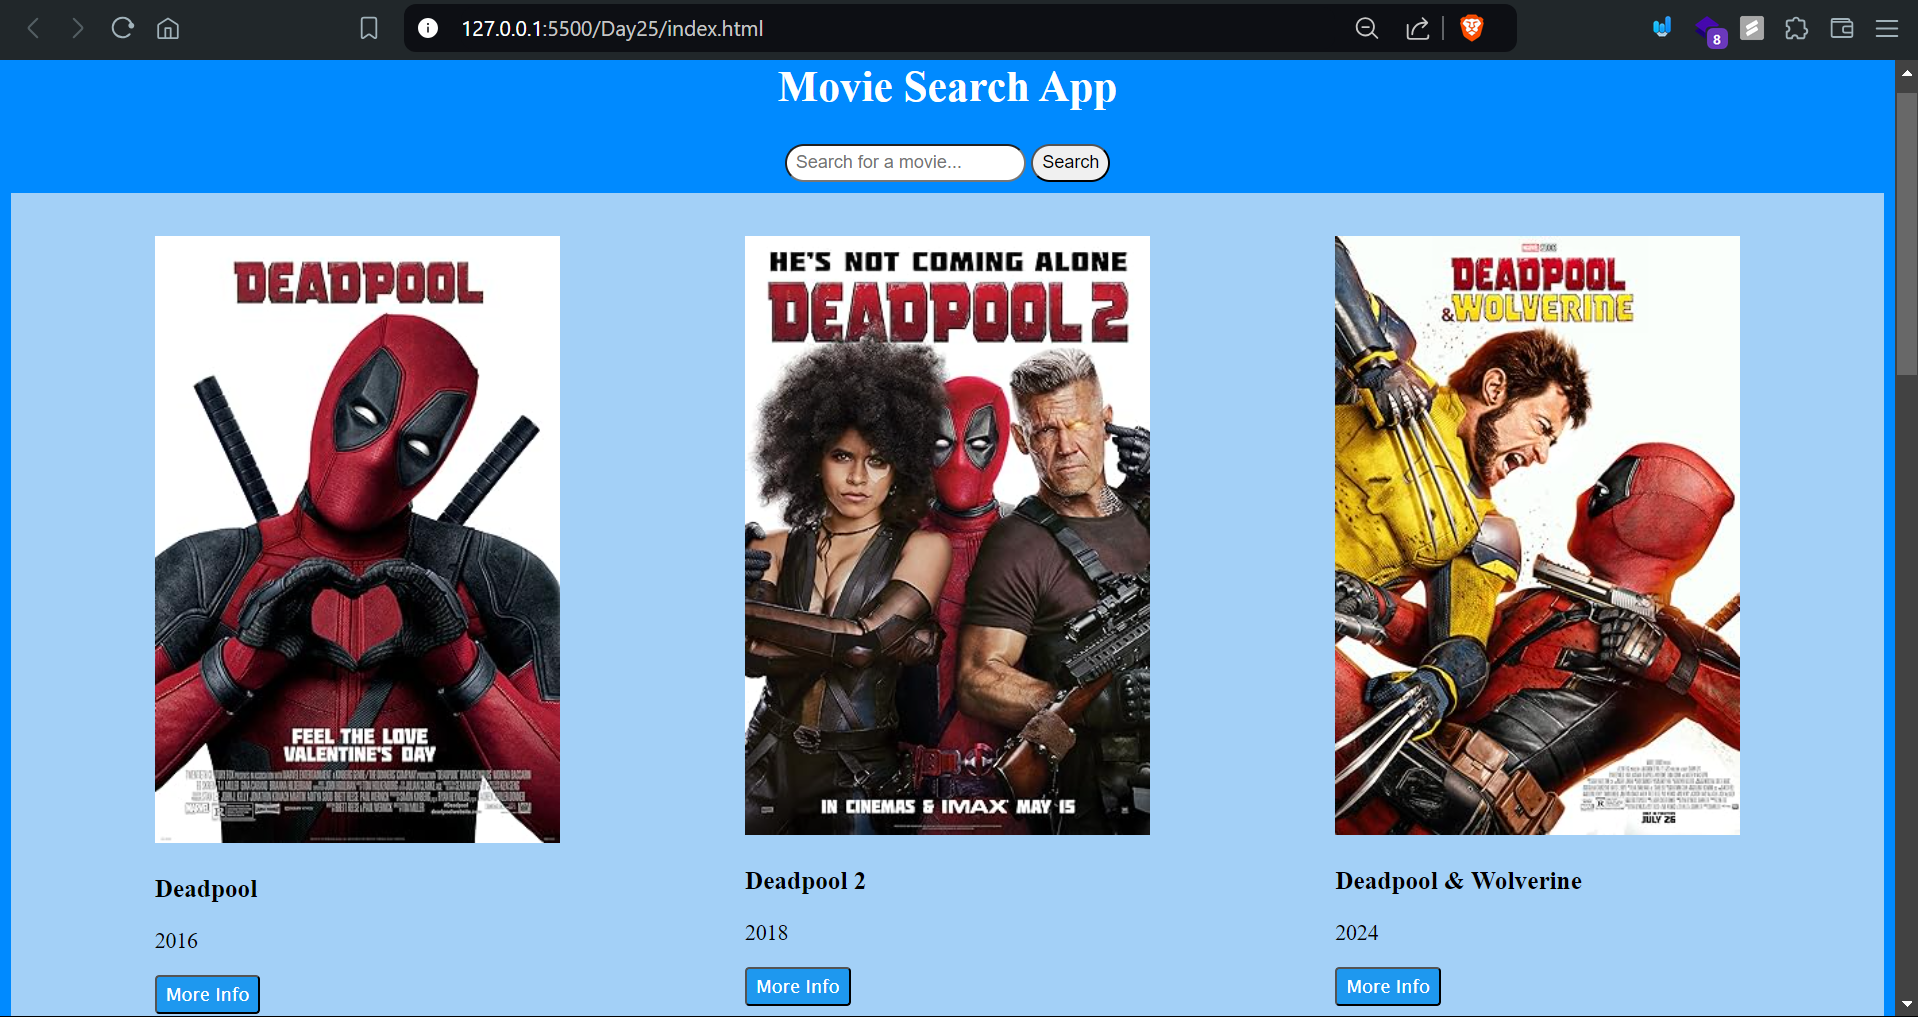 127.0.0.1:5500/Day25/index.html
8
Movie Search App
Search for a movie...
Search
DEADPOOL
FEEL THE LOVE
VALENTINE'S DAY
HE'S NOT COMING ALONE
DEADPOOL 2
IN CINEMAS & IMAX MAY 15
MARVEL STUDIOS
DEADPOOL
& WOLVERINE
JULY 26
Deadpool
2016
More Info
Deadpool 2
2018
More Info
Deadpool & Wolverine
2024
More Info